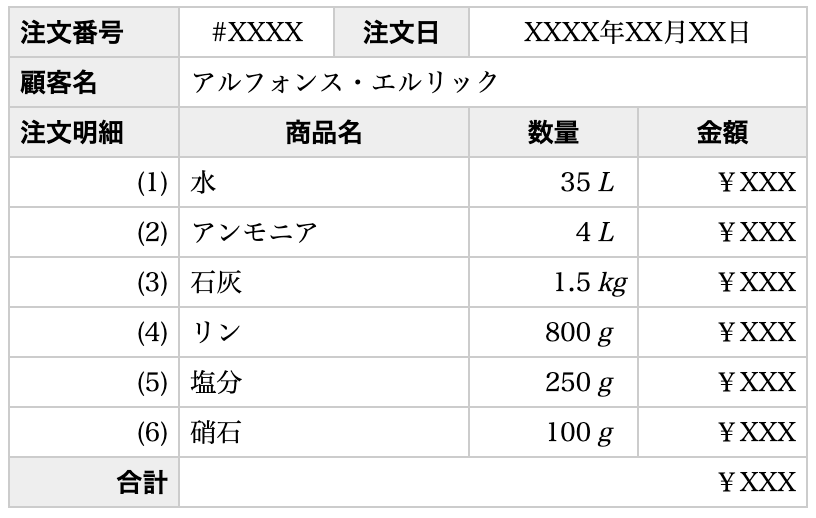 注文番号 #XXXX 注文日 XXXX年XX月XX日
顧客名 アルフォンス・エルリック
注文明細 商品名 数量 金額
(1) 水 35 L ¥XXX
(2) アンモニア 4 L ¥XXX
(3) 石灰 1.5 kg ¥XXX
(4) リン 800 g ¥XXX
(5) 塩分 250 g ¥XXX
(6) 硝石 100 g ¥XXX
合計 ¥XXX